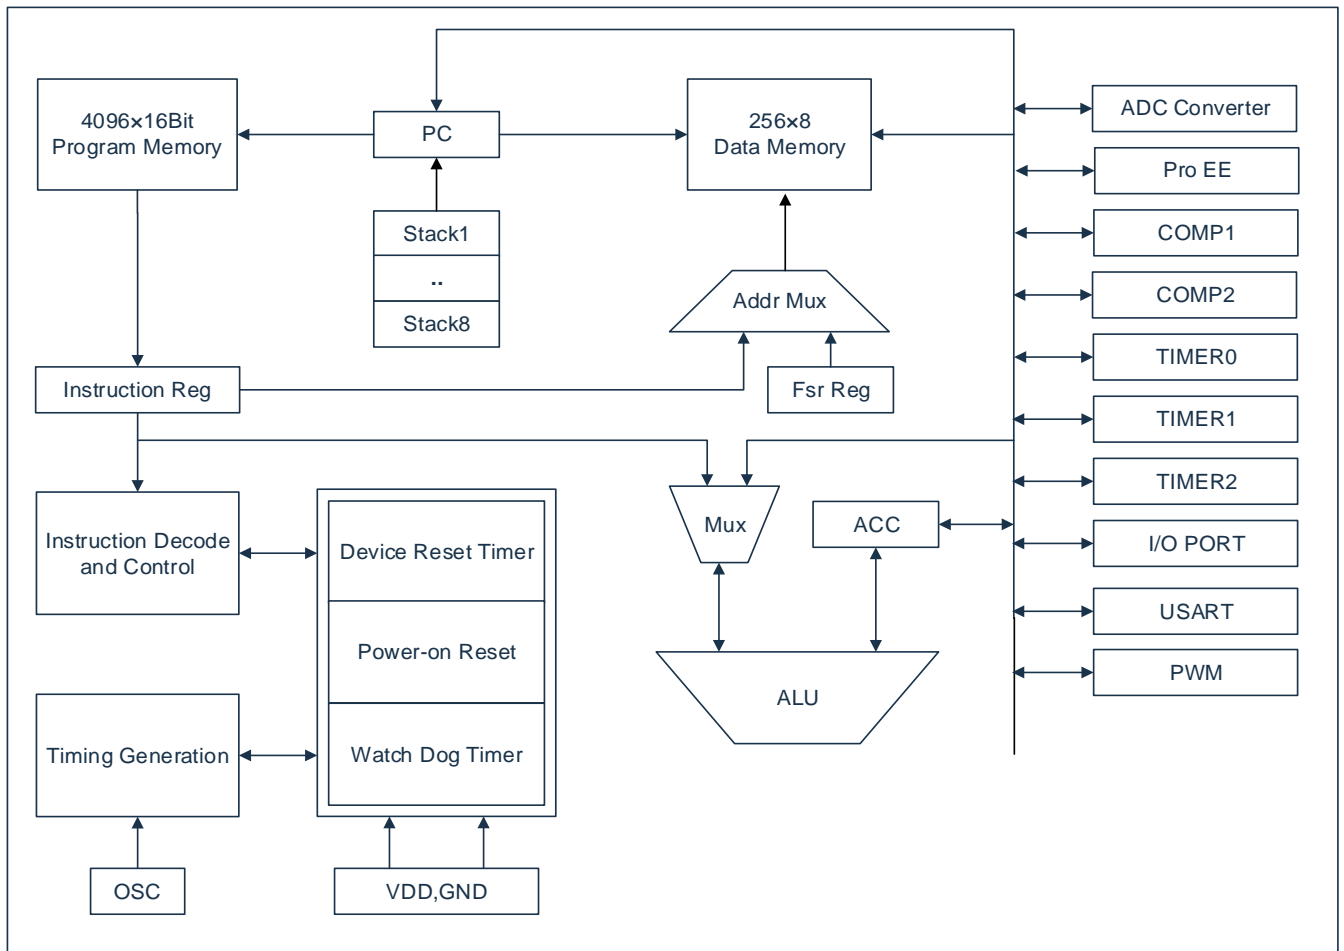 4096×16Bit
Program Memory
PC
256×8
Data Memory
ADC Converter
Pro EE
Stack1
COMP1
..
Addr Mux
COMP2
Stack8
TIMER0
Instruction Reg
Fsr Reg
TIMER1
TIMER2
Instruction Decode
and Control
Device Reset Timer
Mux
ACC
I/O PORT
USART
Power-on Reset
PWM
ALU
Timing Generation
Watch Dog Timer
OSC
VDD,GND